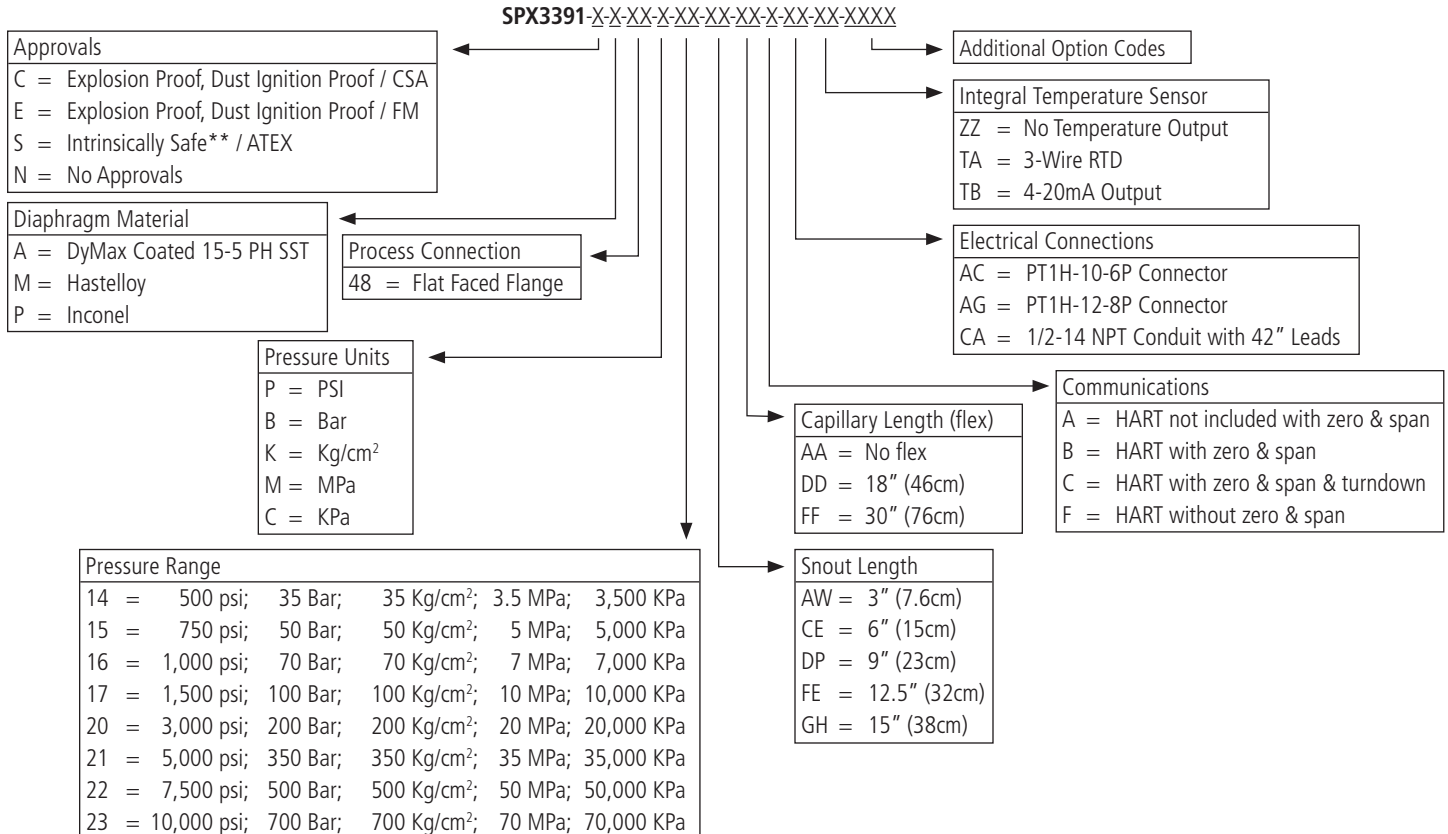 SPX3391-X-X-XX-X-XX-XX-XX-X-XX-XX-XXXX
Approvals
C = Explosion Proof, Dust Ignition Proof / CSA
E = Explosion Proof, Dust Ignition Proof / FM
S = Intrinsically Safe** / ATEX
N = No Approvals
Diaphragm Material
A = DyMax Coated 15-5 PH SST
M = Hastelloy
P = Inconel
Process Connection
48 = Flat Faced Flange
Pressure Units
P = PSI
B = Bar
K = Kg/cm²
M = MPa
C = KPa
Pressure Range
14 = 500 psi; 35 Bar; 35 Kg/cm²; 3.5 MPa; 3,500 KPa
15 = 750 psi; 50 Bar; 50 Kg/cm²; 5 MPa; 5,000 KPa
16 = 1,000 psi; 70 Bar; 70 Kg/cm²; 7 MPa; 7,000 KPa
17 = 1,500 psi; 100 Bar; 100 Kg/cm²; 10 MPa; 10,000 KPa
20 = 3,000 psi; 200 Bar; 200 Kg/cm²; 20 MPa; 20,000 KPa
21 = 5,000 psi; 350 Bar; 350 Kg/cm²; 35 MPa; 35,000 KPa
22 = 7,500 psi; 500 Bar; 500 Kg/cm²; 50 MPa; 50,000 KPa
23 = 10,000 psi; 700 Bar; 700 Kg/cm²; 70 MPa; 70,000 KPa
Additional Option Codes
Integral Temperature Sensor
ZZ = No Temperature Output
TA = 3-Wire RTD
TB = 4-20mA Output
Electrical Connections
AC = PT1H-10-6P Connector
AG = PT1H-12-8P Connector
CA = 1/2-14 NPT Conduit with 42" Leads
Communications
A = HART not included with zero & span
B = HART with zero & span
C = HART with zero & span & turndown
F = HART without zero & span
Capillary Length (flex)
AA = No flex
DD = 18" (46cm)
FF = 30" (76cm)
Snout Length
AW = 3" (7.6cm)
CE = 6" (15cm)
DP = 9" (23cm)
FE = 12.5" (32cm)
GH = 15" (38cm)